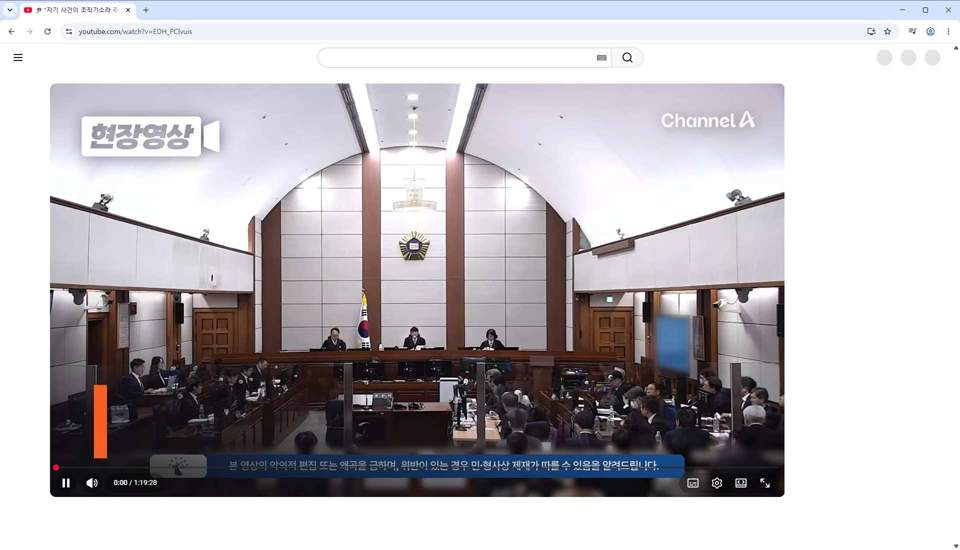 "자기 사건이 조작기소라 주
youtube.com/watch?v=EDH_PClvuis
현장영상
Channel A
본 영상의 악의적 편집 또는 왜곡을 금하며, 위반이 있는 경우 민·형사상 제재가 따를 수 있음을 알려드립니다.
0:00 / 1:19:28